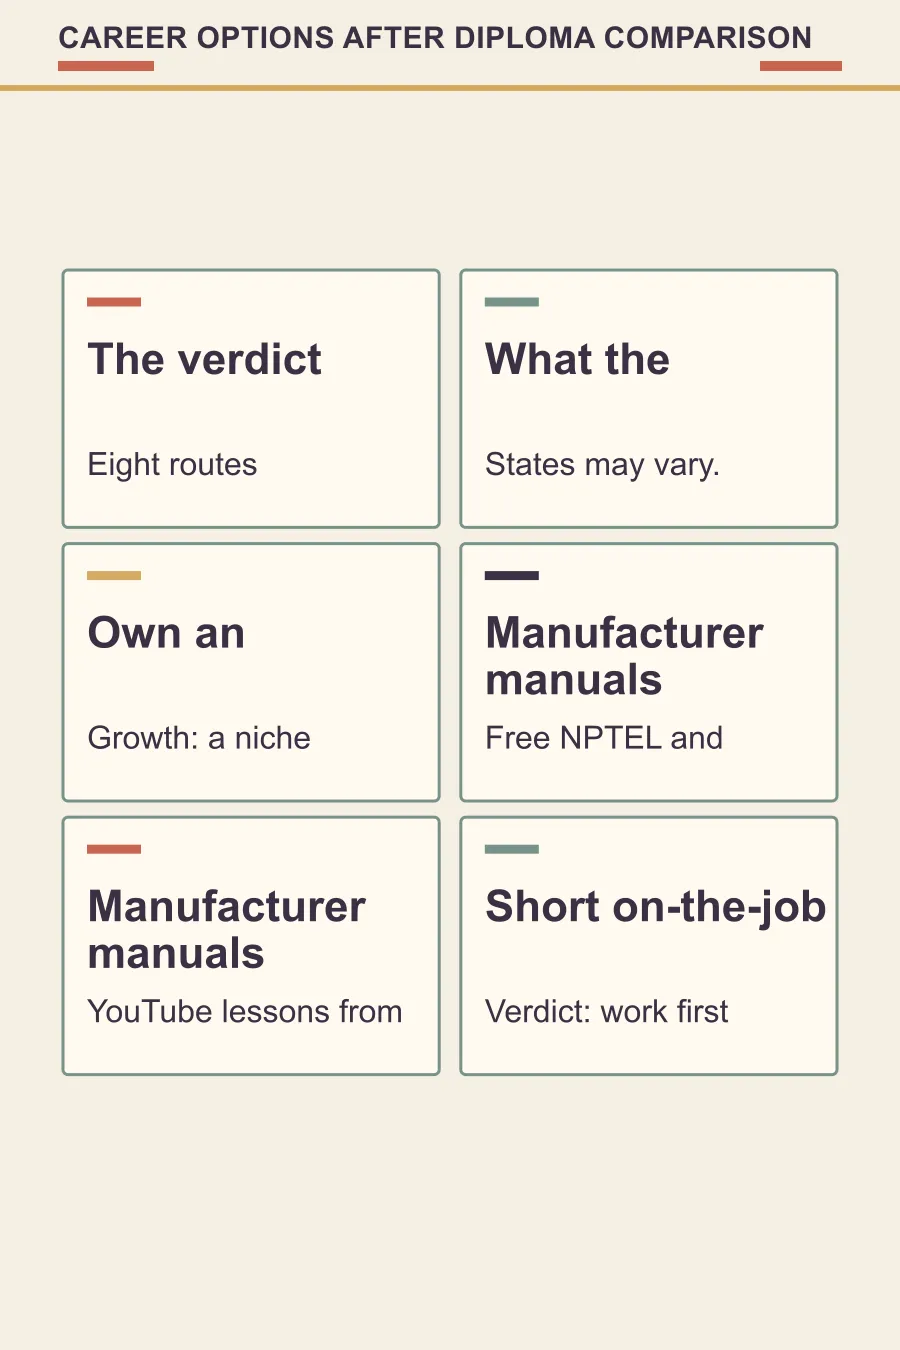 CAREER OPTIONS AFTER DIPLOMA COMPARISON
The verdict
Eight routes
What the
States may vary.
Own an
Growth: a niche
Manufacturer
manuals
Free NPTEL and
Manufacturer
manuals
YouTube lessons from
Short on-the-job
Verdict: work first